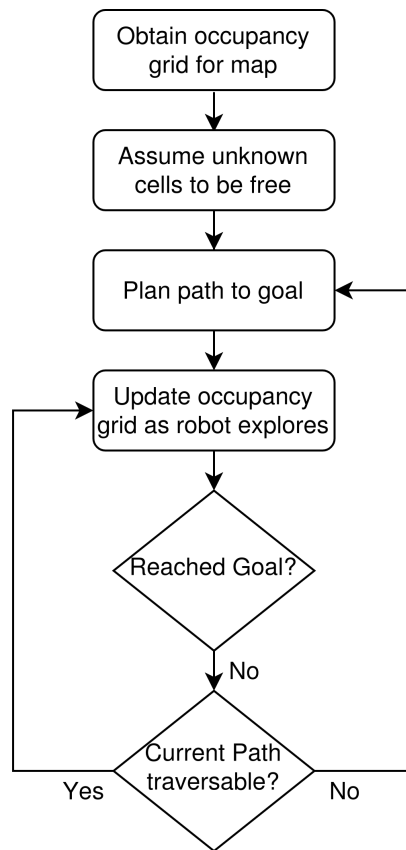 Obtain occupancy
grid for map
Assume unknown
cells to be free
Plan path to goal
Update occupancy
grid as robot explores
Reached Goal?
No
Current Path
traversable?
Yes
No